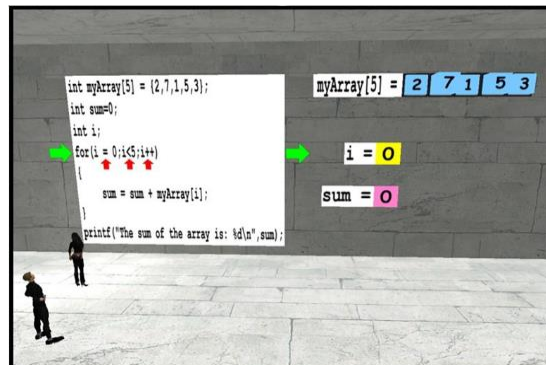 int myArray[5] = {2,7,1,5,3};
int sum=0;
int i;
for(i = 0;i<5;i++)
{
sum = sum + myArray[i];
}
printf("The sum of the array is: %d\n",sum);
myArray[5] = 2 7 1 5 3
i = 0
sum = 0